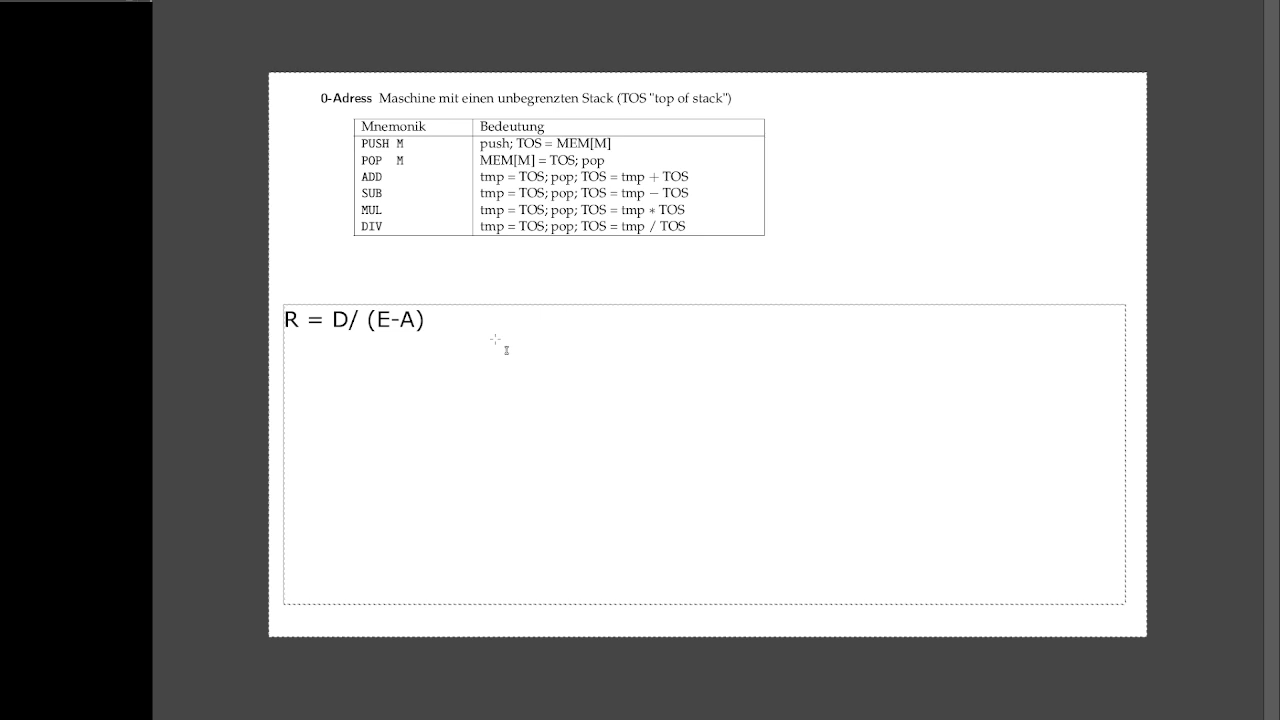 0-Adress Maschine mit einen unbegrenzten Stack (TOS "top of stack")
Mnemonik Bedeutung
PUSH M push; TOS = MEM[M]
POP M MEM[M] = TOS; pop
ADD tmp = TOS; pop; TOS = tmp + TOS
SUB tmp = TOS; pop; TOS = tmp − TOS
MUL tmp = TOS; pop; TOS = tmp ∗ TOS
DIV tmp = TOS; pop; TOS = tmp / TOS
R = D/ (E-A)